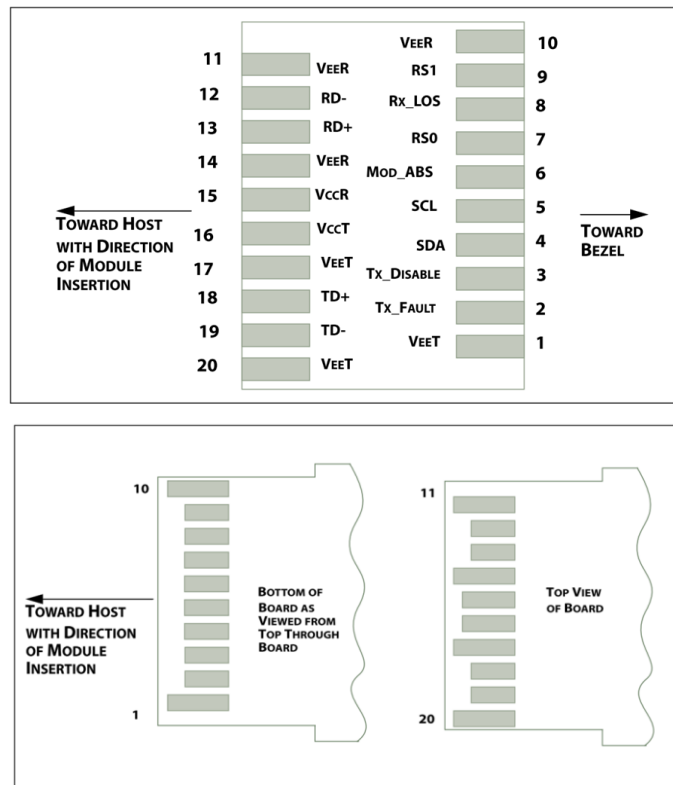 11
VEER
12
RD-
13
RD+
14
VEER
15
VCCR
16
VCCT
17
VEET
18
TD+
19
TD-
20
VEET
VEER
10
RS1
9
RX_LOS
8
RS0
7
MOD_ABS
6
SCL
5
SDA
4
TX_DISABLE
3
TX_FAULT
2
VEET
1
TOWARD HOST
WITH DIRECTION
OF MODULE
INSERTION
TOWARD
BEZEL
10
1
TOWARD HOST
WITH DIRECTION
OF MODULE
INSERTION
BOTTOM OF
BOARD AS
VIEWED FROM
TOP THROUGH
BOARD
11
20
TOP VIEW
OF BOARD